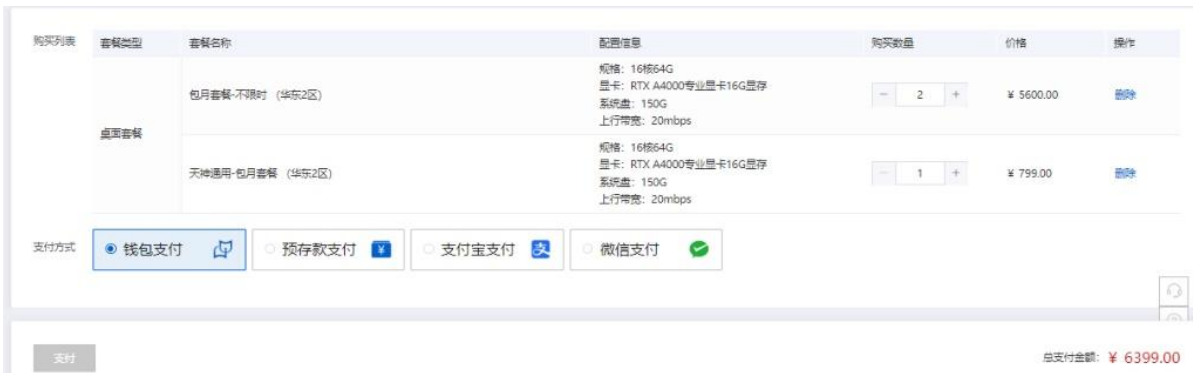 购买列表 套餐类型 套餐名称 配置信息 购买数量 价格 操作
桌面套餐
包月套餐-不限时 (华东2区)
规格：16核64G
显卡：RTX A4000专业显卡16G显存
系统盘：150G
上行带宽：20mbps
- 2 +
¥ 5600.00
删除
天神通用-包月套餐 (华东2区)
规格：16核64G
显卡：RTX A4000专业显卡16G显存
系统盘：150G
上行带宽：20mbps
- 1 +
¥ 799.00
删除
支付方式 钱包支付 预存款支付 ¥ 支付宝支付 支 微信支付
支付 总支付金额：¥ 6399.00